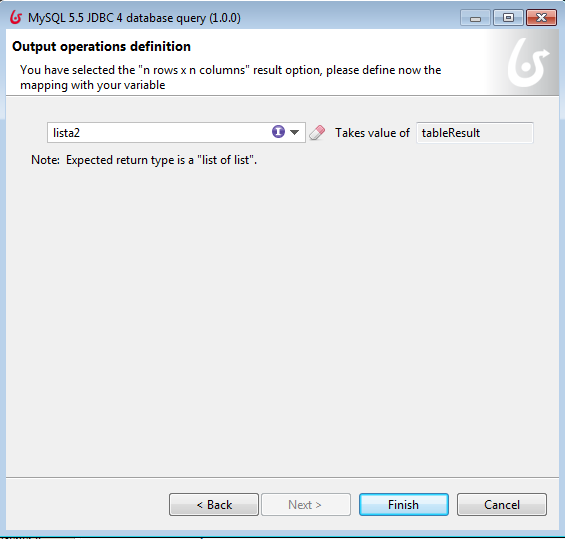 MySQL 5.5 JDBC 4 database query (1.0.0)
Output operations definition
You have selected the "n rows x n columns" result option, please define now the
mapping with your variable
lista2
Takes value of
tableResult
Note: Expected return type is a "list of list".
< Back
Next >
Finish
Cancel